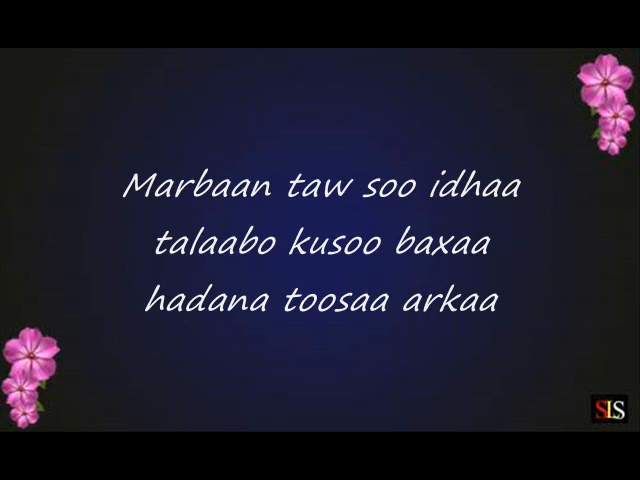 Marbaan taw soo idhaa
talaabo kusoo baxaa
hadana toosaa arkaa
SLS